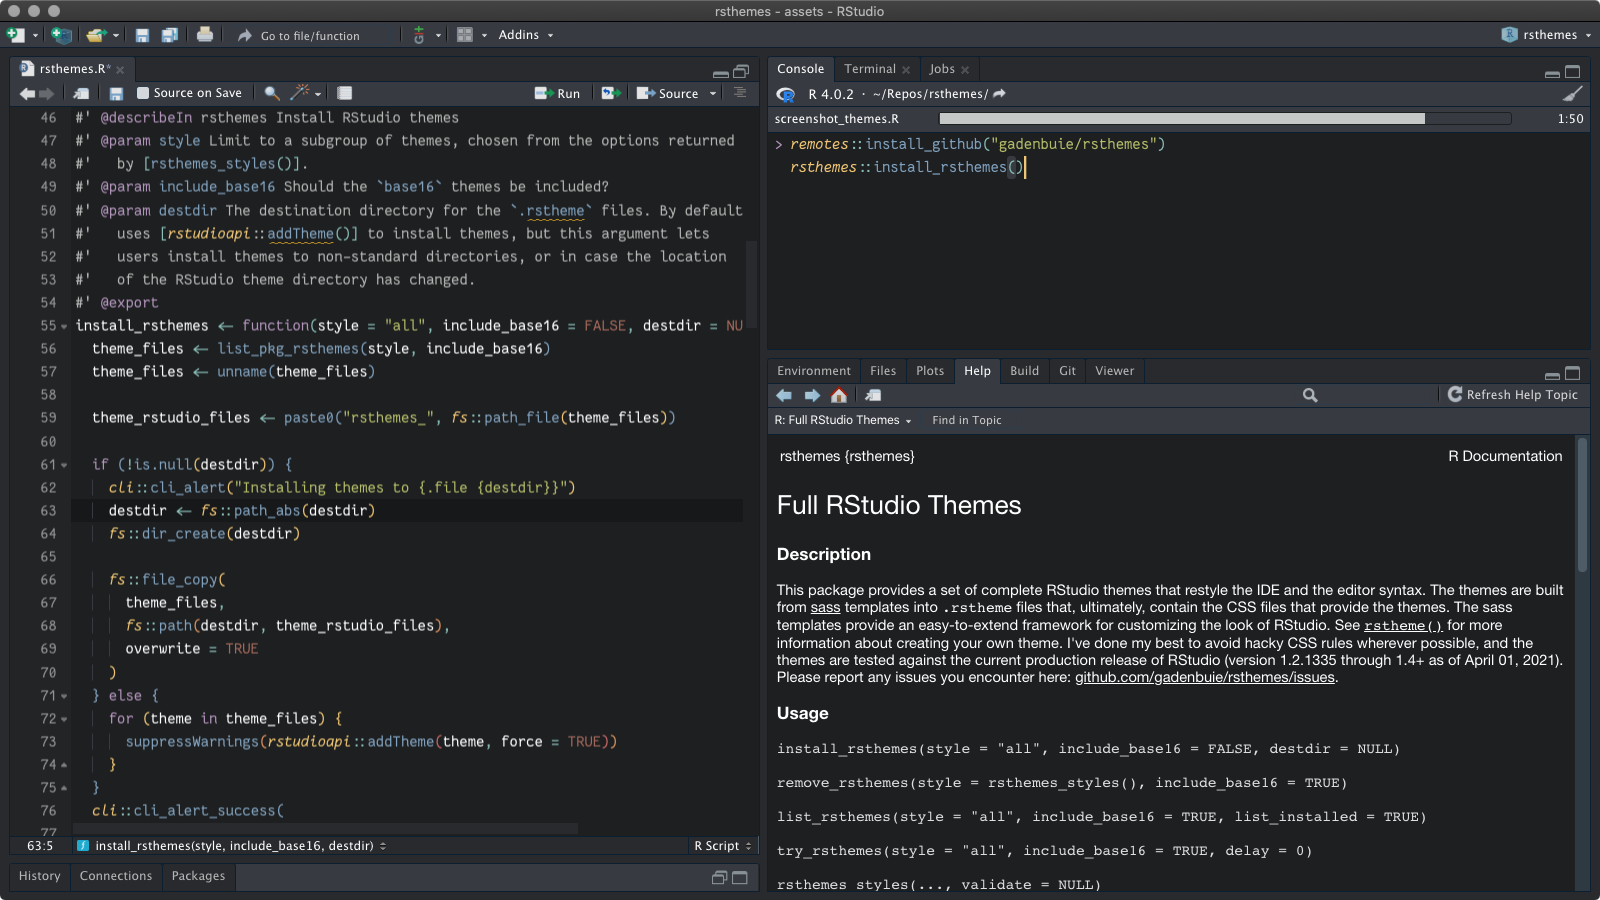 rsthemes - assets - RStudio
Go to file/function
Addins
rsthemes
rsthemes.R*
Source on Save
Run
Source
46 #' @describeIn rsthemes Install RStudio themes
47 #' @param style Limit to a subgroup of themes, chosen from the options returned
48 #'   by [rsthemes_styles()].
49 #' @param include_base16 Should the `base16` themes be included?
50 #' @param destdir The destination directory for the `.rstheme` files. By default
51 #'   uses [rstudioapi::addTheme()] to install themes, but this argument lets
52 #'   users install themes to non-standard directories, or in case the location
53 #'   of the RStudio theme directory has changed.
54 #' @export
55 install_rsthemes <- function(style = "all", include_base16 = FALSE, destdir = NU
56   theme_files <- list_pkg_rsthemes(style, include_base16)
57   theme_files <- unname(theme_files)
58
59   theme_rstudio_files <- paste0("rsthemes_", fs::path_file(theme_files))
60
61   if (!is.null(destdir)) {
62     cli::cli_alert("Installing themes to {.file {destdir}}")
63     destdir <- fs::path_abs(destdir)
64     fs::dir_create(destdir)
65
66     fs::file_copy(
67       theme_files,
68       fs::path(destdir, theme_rstudio_files),
69       overwrite = TRUE
70     )
71   } else {
72     for (theme in theme_files) {
73       suppressWarnings(rstudioapi::addTheme(theme, force = TRUE))
74     }
75   }
76   cli::cli_alert_success(
77
63:5
install_rsthemes(style, include_base16, destdir)
R Script
History
Connections
Packages
Console
Terminal
Jobs
R 4.0.2 · ~/Repos/rsthemes/
screenshot_themes.R
1:50
> remotes::install_github("gadenbuie/rsthemes")
rsthemes::install_rsthemes()
Environment
Files
Plots
Help
Build
Git
Viewer
Refresh Help Topic
R: Full RStudio Themes
Find in Topic
rsthemes {rsthemes}
R Documentation
Full RStudio Themes
Description
This package provides a set of complete RStudio themes that restyle the IDE and the editor syntax. The themes are built
from sass templates into .rstheme files that, ultimately, contain the CSS files that provide the themes. The sass
templates provide an easy-to-extend framework for customizing the look of RStudio. See rstheme() for more
information about creating your own theme. I've done my best to avoid hacky CSS rules wherever possible, and the
themes are tested against the current production release of RStudio (version 1.2.1335 through 1.4+ as of April 01, 2021).
Please report any issues you encounter here: github.com/gadenbuie/rsthemes/issues.
Usage
install_rsthemes(style = "all", include_base16 = FALSE, destdir = NULL)
remove_rsthemes(style = rsthemes_styles(), include_base16 = TRUE)
list_rsthemes(style = "all", include_base16 = TRUE, list_installed = TRUE)
try_rsthemes(style = "all", include_base16 = TRUE, delay = 0)
rsthemes_styles(..., validate = NULL)